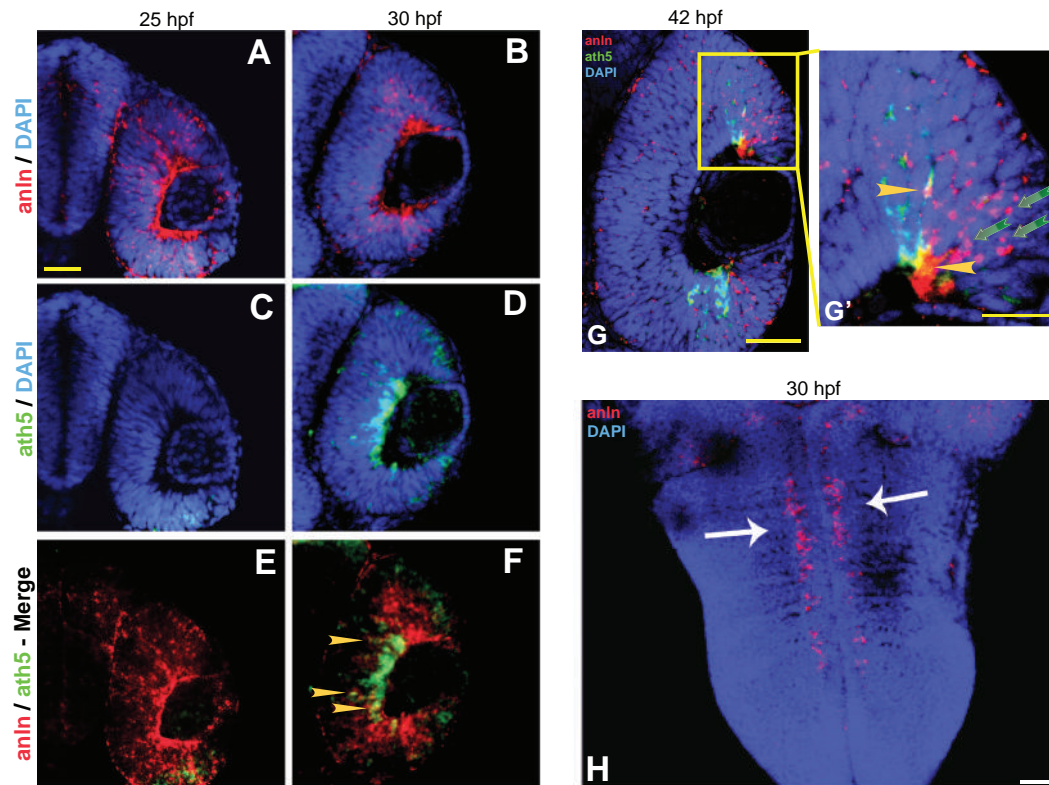 25 hpf
30 hpf
42 hpf
A
B
anln / DAPI
C
D
ath5 / DAPI
E
F
anln / ath5 - Merge
anln
ath5
DAPI
G
G’
30 hpf
anln
DAPI
H